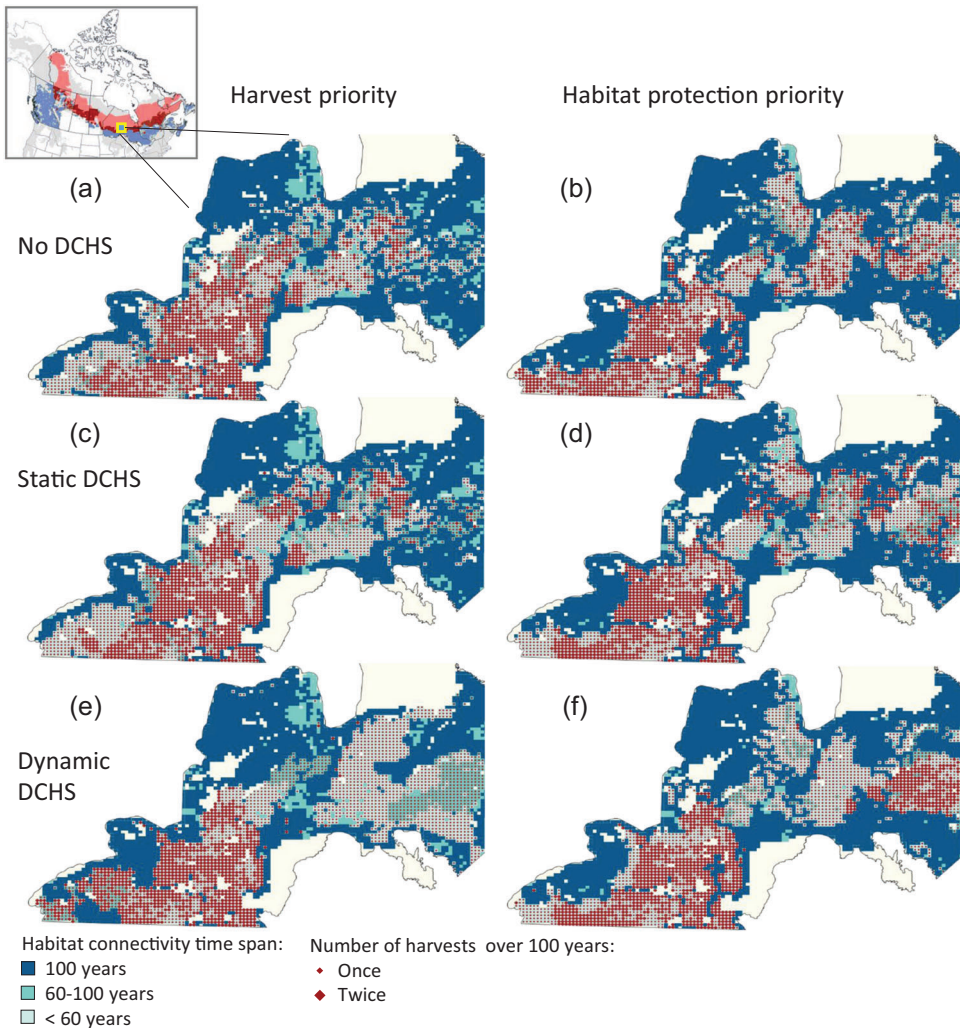 Harvest priority
Habitat protection priority
(a)
(b)
No DCHS
(c)
(d)
Static DCHS
(e)
(f)
Dynamic
DCHS
Habitat connectivity time span:
100 years
60-100 years
< 60 years
Number of harvests over 100 years:
Once
Twice